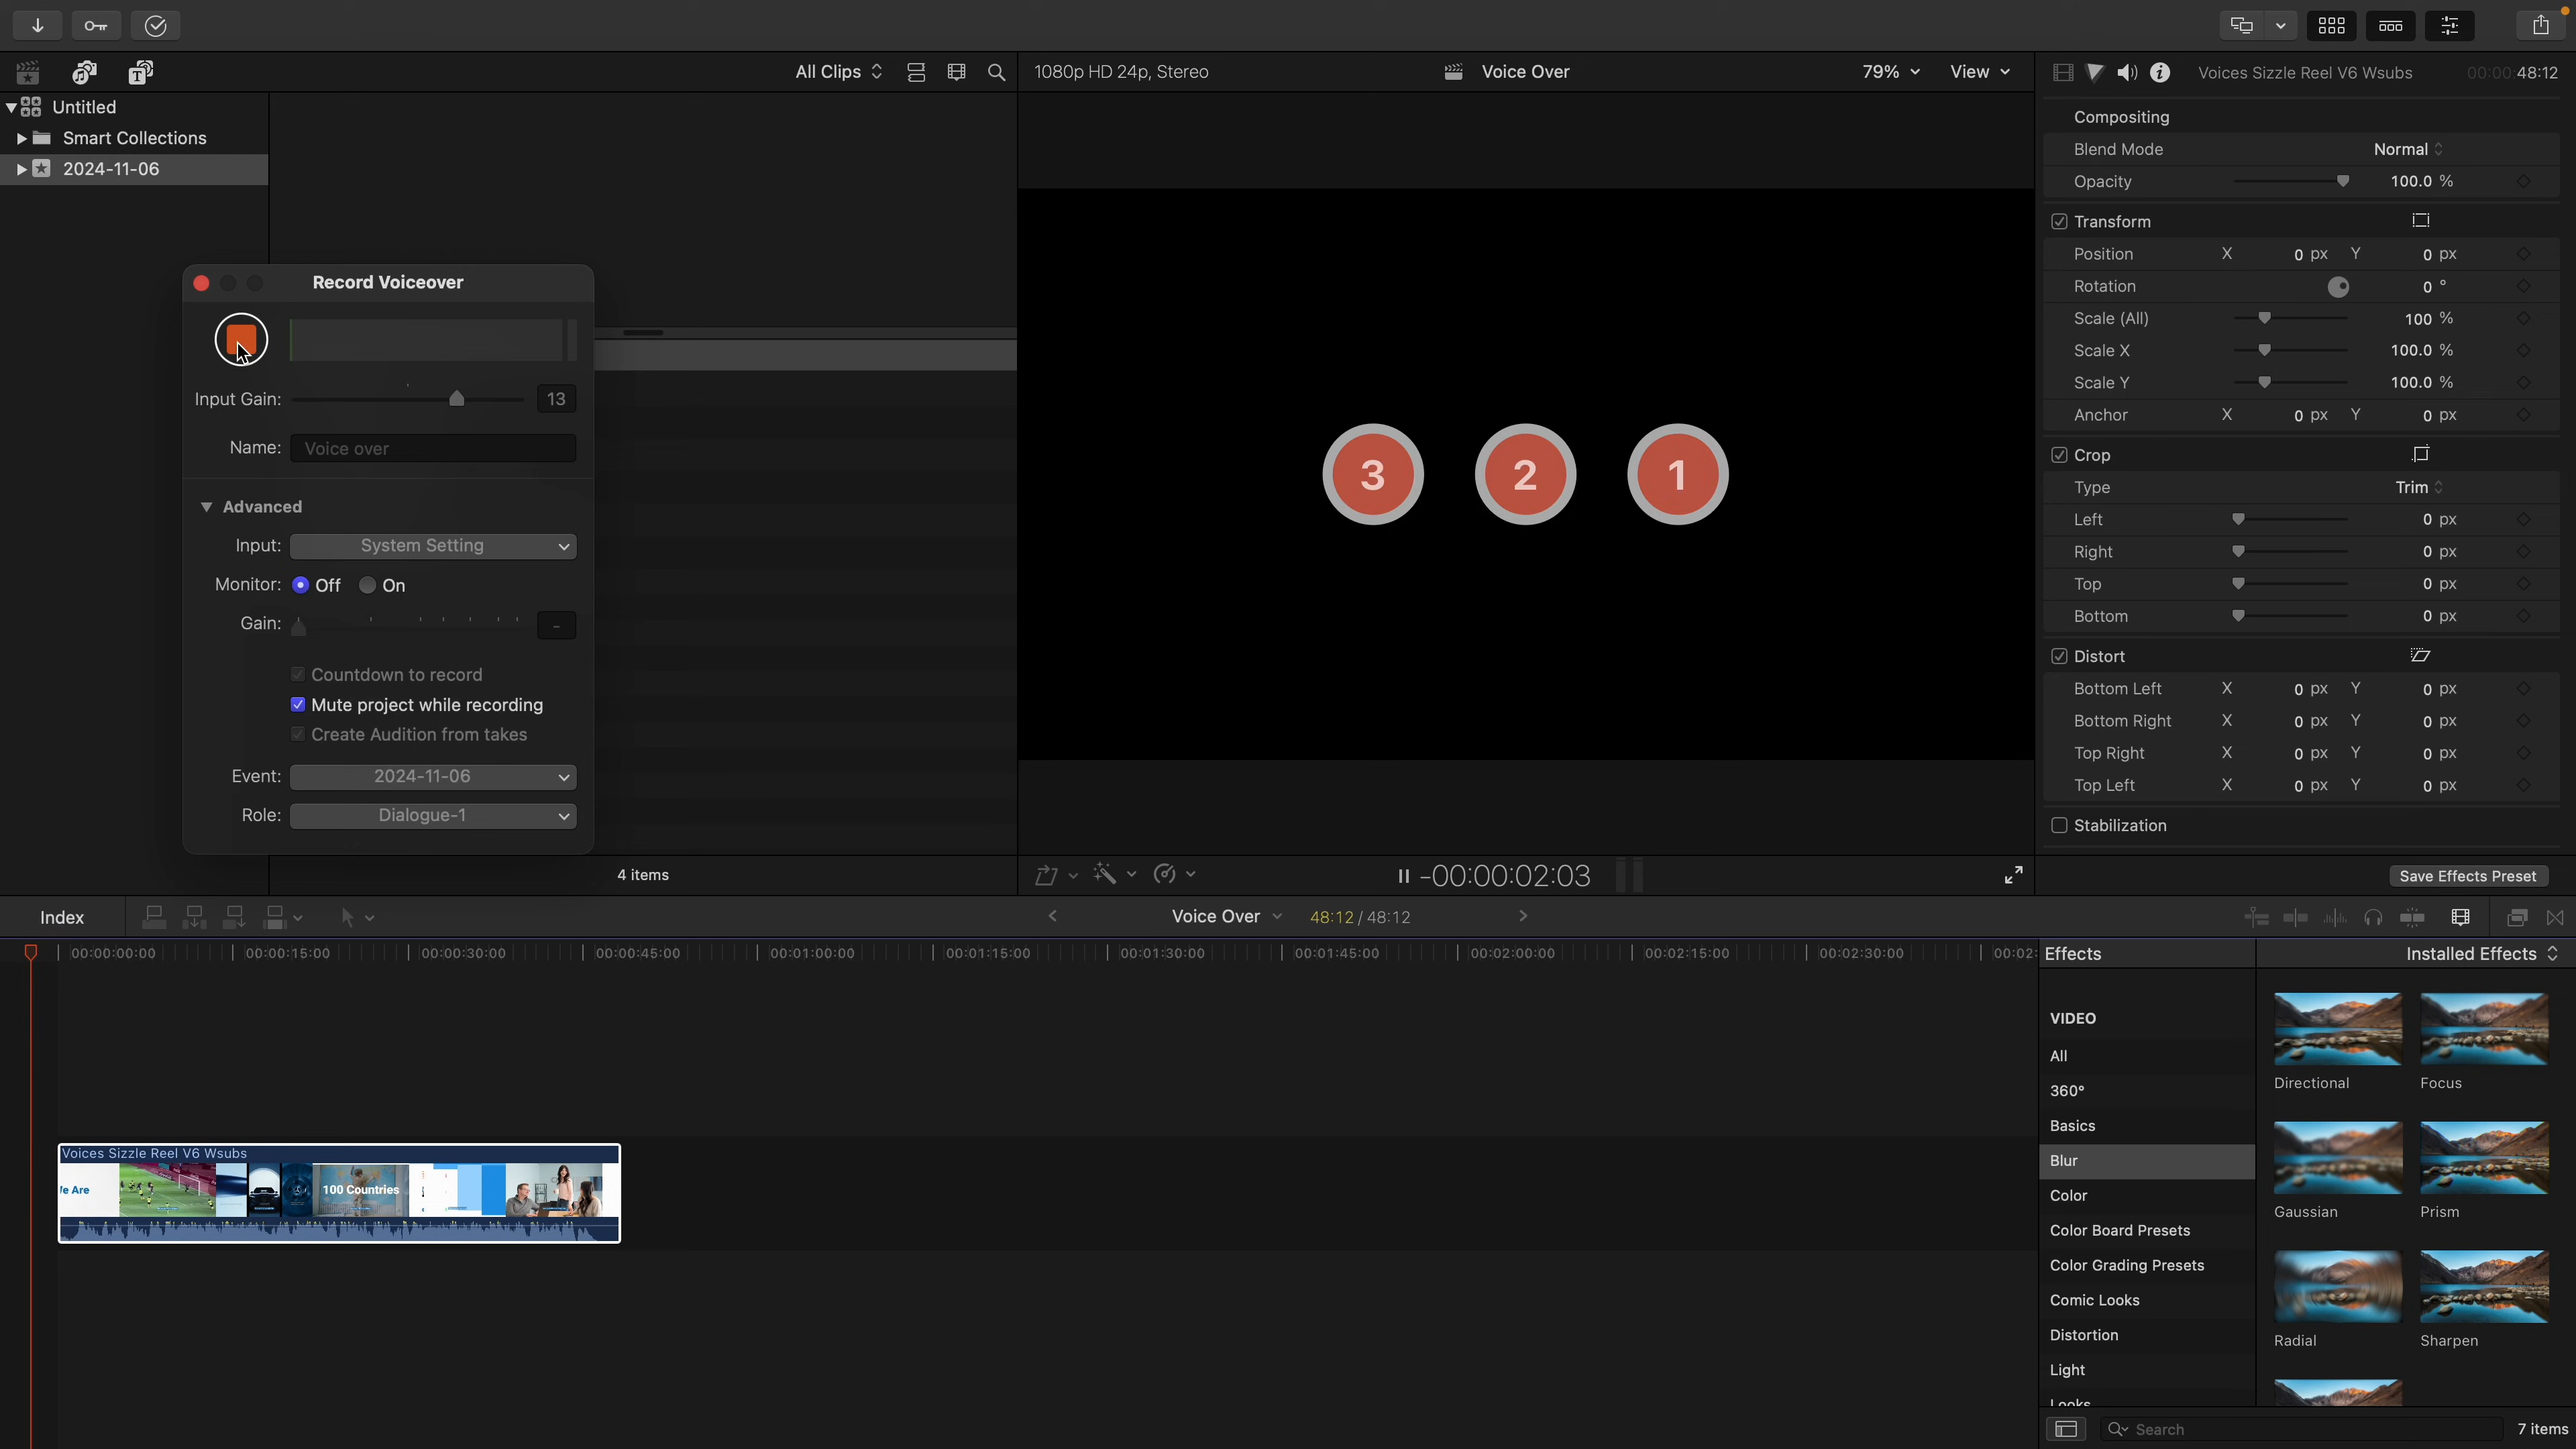 All Clips
1080p HD 24p, Stereo
Voice Over
79%
View
Voices Sizzle Reel V6 Wsubs
00:00:48:12
Untitled
Smart Collections
2024-11-06
Record Voiceover
Input Gain:
13
Name:
Voice over
Advanced
Input:
System Setting
Monitor:
Off
On
Gain:
-
Countdown to record
Mute project while recording
Create Audition from takes
Event:
2024-11-06
Role:
Dialogue-1
4 items
3
2
1
-00:00:02:03
Compositing
Blend Mode
Normal
Opacity
100.0 %
Transform
Position
X
0 px
Y
0 px
Rotation
0 °
Scale (All)
100 %
Scale X
100.0 %
Scale Y
100.0 %
Anchor
X
0 px
Y
0 px
Crop
Type
Trim
Left
0 px
Right
0 px
Top
0 px
Bottom
0 px
Distort
Bottom Left
X
0 px
Y
0 px
Bottom Right
X
0 px
Y
0 px
Top Right
X
0 px
Y
0 px
Top Left
X
0 px
Y
0 px
Stabilization
Save Effects Preset
Index
Voice Over
48:12 / 48:12
00:00:00:00
00:00:15:00
00:00:30:00
00:00:45:00
00:01:00:00
00:01:15:00
00:01:30:00
00:01:45:00
00:02:00:00
00:02:15:00
00:02:30:00
00:02:
Voices Sizzle Reel V6 Wsubs
e Are
100 Countries
Effects
Installed Effects
VIDEO
All
360°
Basics
Blur
Color
Color Board Presets
Color Grading Presets
Comic Looks
Distortion
Light
Looks
Directional
Focus
Gaussian
Prism
Radial
Sharpen
Search
7 items